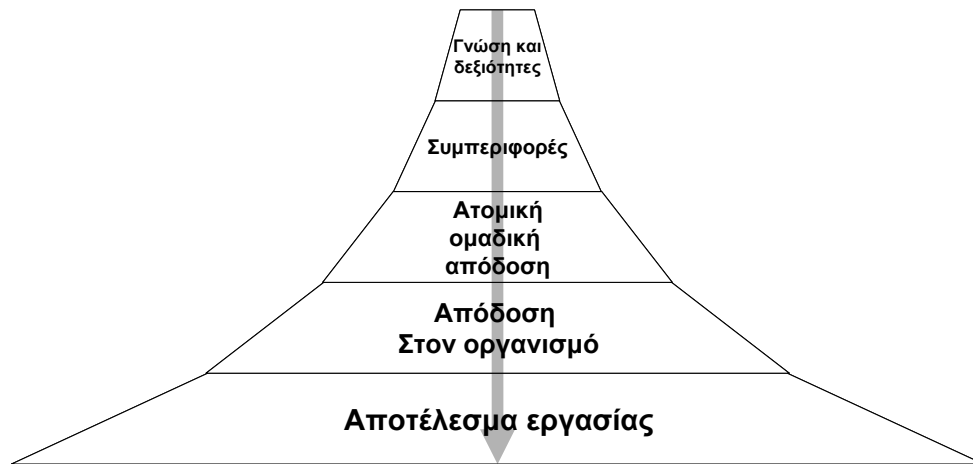 Γνώση και
δεξιότητες
Συμπεριφορές
Ατομική
ομαδική
απόδοση
Απόδοση
Στον οργανισμό
Αποτέλεσμα εργασίας